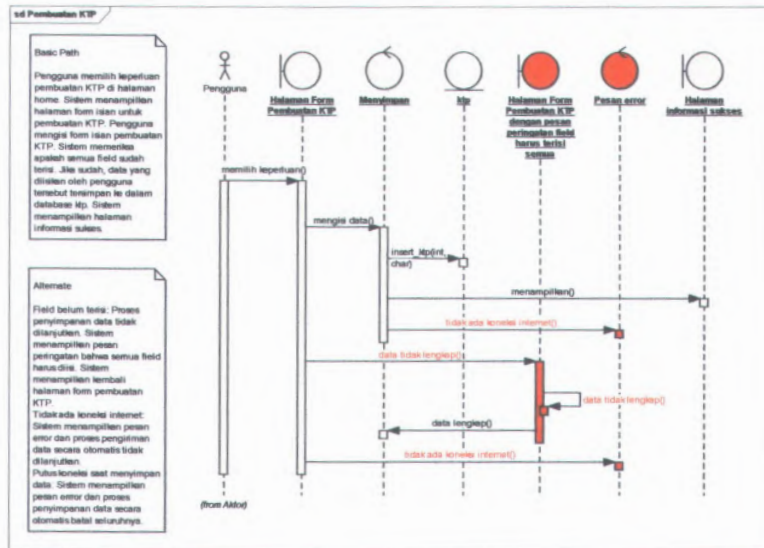 sd Pembuatan KTP
Basic Path
Pengguna memilih keperluan
pembuatan KTP di halaman
home. Sistem menampilkan
halaman form isian untuk
pembuatan KTP. Pengguna
mengisi form isian pembuatan
KTP. Sistem memeriksa
apakah semua field sudah
terisi. Jika sudah, data yang
diisikan oleh pengguna
tersebut tersimpan ke dalam
database ktp. Sistem
menampilkan halaman
informasi sukses.
Alternate
Field belum terisi: Proses
penyimpanan data tidak
dilanjutkan. Sistem
menampilkan pesan
peringatan bahwa semua field
harus diisi. Sistem
menampilkan kembali
halaman form pembuatan
KTP.
Tidak ada koneksi internet:
Sistem menampilkan pesan
error dan proses pengiriman
data secara otomatis tidak
dilanjutkan.
Putus koneksi saat menyimpan
data: Sistem menampilkan
pesan error dan proses
penyimpanan data secara
otomatis batal seluruhnya.
Pengguna
Halaman Form
Pembuatan KTP
Menyimpan
ktp
Halaman Form
Pembuatan KTP
dengan pesan
peringatan field
harus terisi
semua
Pesan error
Halaman
informasi sukses
memilih keperluan()
mengisi data()
insert_ktp(int,
char)
menampilkan()
tidak ada koneksi internet()
data tidak lengkap()
data tidak lengkap()
data lengkap()
tidak ada koneksi internet()
(from Aktor)